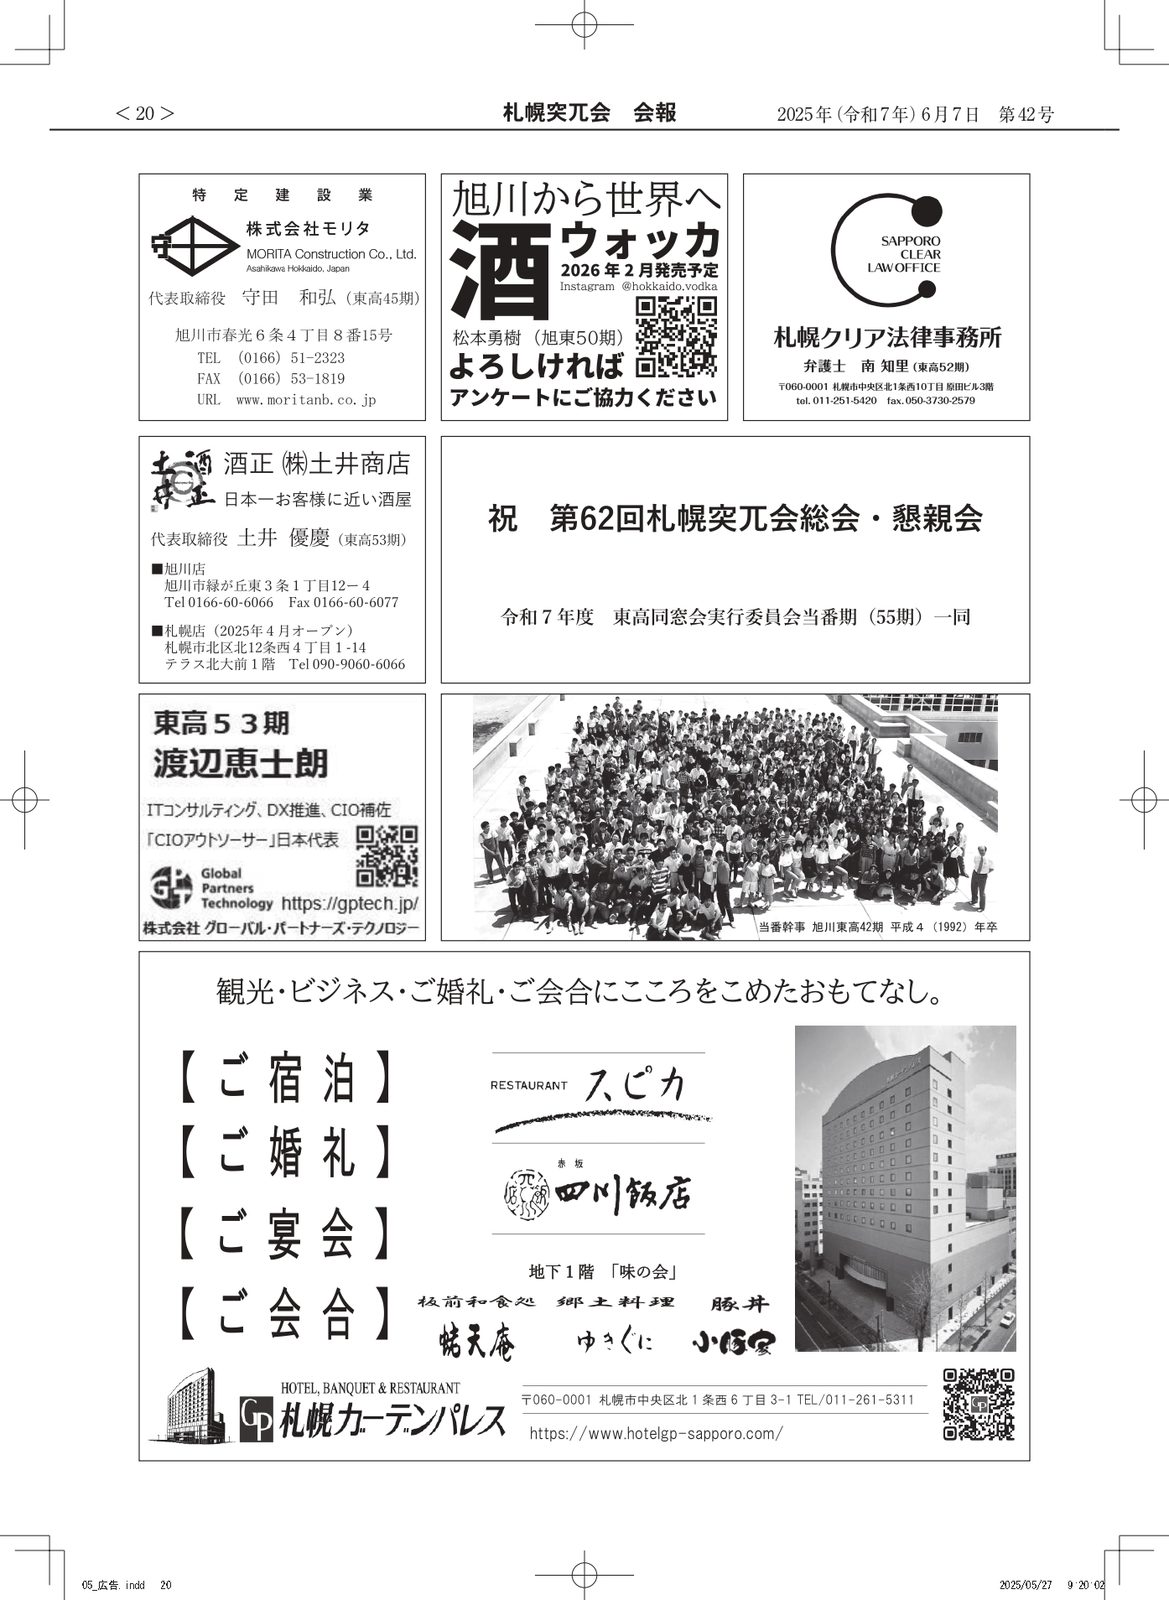 < 20 >
札幌突兀会　会報
2025年(令和7年)6月7日　第42号
特　定　建　設　業
株式会社モリタ
MORITA Construction Co., Ltd.
Asahikawa Hokkaido, Japan
代表取締役　守田　和弘（東高45期）
旭川市春光６条４丁目８番15号
TEL　(0166) 51-2323
FAX　(0166) 53-1819
URL　www.moritanb.co.jp
旭川から世界へ
酒
ウォッカ
2026年2月発売予定
Instagram @hokkaido.vodka
松本勇樹（旭東50期）
よろしければ
アンケートにご協力ください
SAPPORO
CLEAR
LAW OFFICE
札幌クリア法律事務所
弁護士　南 知里（東高52期）
〒060-0001 札幌市中央区北1条西10丁目 原田ビル3階
tel. 011-251-5420　fax. 050-3730-2579
土井
酒正
酒正 ㈱土井商店
日本一お客様に近い酒屋
代表取締役　土井　優慶（東高53期）
■旭川店
旭川市緑が丘東３条１丁目12－４
Tel 0166-60-6066　Fax 0166-60-6077
■札幌店（2025年４月オープン）
札幌市北区北12条西４丁目１-14
テラス北大前１階　Tel 090-9060-6066
祝　第62回札幌突兀会総会・懇親会
令和７年度　東高同窓会実行委員会当番期（55期）一同
東高５３期
渡辺恵士朗
ITコンサルティング、DX推進、CIO補佐
「CIOアウトソーサー」日本代表
GPT
Global
Partners
Technology https://gptech.jp/
株式会社 グローバル・パートナーズ・テクノロジー
当番幹事 旭川東高42期 平成４（1992）年卒
観光・ビジネス・ご婚礼・ご会合にこころをこめたおもてなし。
【ご宿泊】
【ご婚礼】
【ご宴会】
【ご会合】
RESTAURANT スピカ
赤坂
四川飯店
地下１階　「味の会」
板前和食処　郷土料理　豚丼
蛯天庵　ゆきぐに　小豚家
HOTEL, BANQUET & RESTAURANT
GP 札幌ガーデンパレス
〒060-0001 札幌市中央区北１条西６丁目3-1 TEL/011-261-5311
https://www.hotelgp-sapporo.com/
05_広告.indd　20
2025/05/27　9:20:02